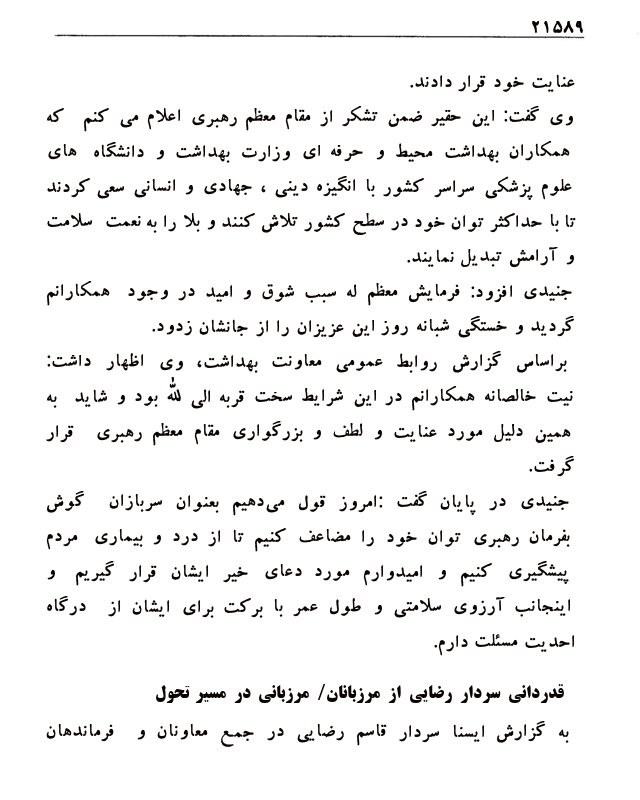 ۲۱۵۸۹
عنایت خود قرار دادند.
وی گفت: این حقیر ضمن تشکر از مقام معظم رهبری اعلام می کنم که
همکاران بهداشت محیط و حرفه ای وزارت بهداشت و دانشگاه های
علوم پزشکی سراسر کشور با انگیزه دینی ، جهادی و انسانی سعی کردند
تا با حداکثر توان خود در سطح کشور تلاش کنند و بلا را به نعمت سلامت
و آرامش تبدیل نمایند.
جنیدی افزود: فرمایش معظم له سبب شوق و امید در وجود همکارانم
گردید و خستگی شبانه روز این عزیزان را از جانشان زدود.
براساس گزارش روابط عمومی معاونت بهداشت، وی اظهار داشت:
نیت خالصانه همکارانم در این شرایط سخت قربه الی لله بود و شاید به
همین دلیل مورد عنایت و لطف و بزرگواری مقام معظم رهبری قرار
گرفت.
جنیدی در پایان گفت :امروز قول می‌دهیم بعنوان سربازان گوش
بفرمان رهبری توان خود را مضاعف کنیم تا از درد و بیماری مردم
پیشگیری کنیم و امیدوارم مورد دعای خیر ایشان قرار گیریم و
اینجانب آرزوی سلامتی و طول عمر با برکت برای ایشان از درگاه
احدیت مسئلت دارم.
قدردانی سردار رضایی از مرزبانان/ مرزبانی در مسیر تحول
به گزارش ایسنا سردار قاسم رضایی در جمع معاونان و فرماندهان